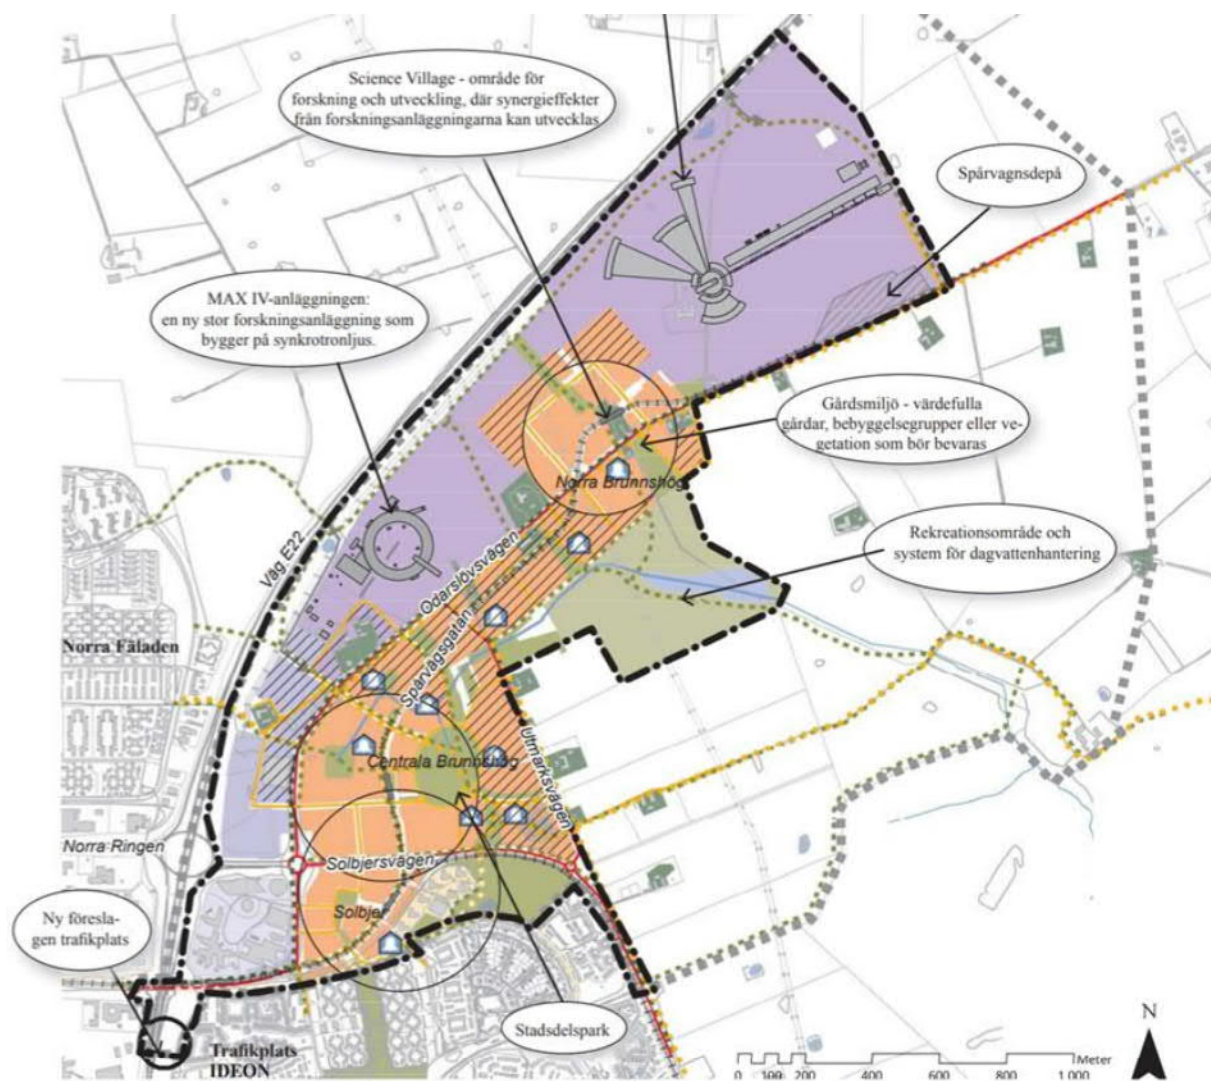 Science Village - område för
forskning och utveckling, där synergieffekter
från forskningsanläggningarna kan utvecklas
Spårvagnsdepå
MAX IV-anläggningen:
en ny stor forskningsanläggning som
bygger på synkrotronljus.
Gårdsmiljö - värdefulla
gårdar, bebyggelsegrupper eller ve-
getation som bör bevaras
Norra Brunnshög
Rekreationsområde och
system för dagvattenhantering
Väg E22
Odarslövsvägen
Spårvägsgatan
Norra Fäladen
Utmarksvägen
Centrala Brunnshög
Norra Ringen
Solbjersvägen
Solbjer
Ny föresla-
gen trafikplats
Stadsdelspark
Trafikplats
IDEON
N
Meter
0 100 200 400 600 800 1 000